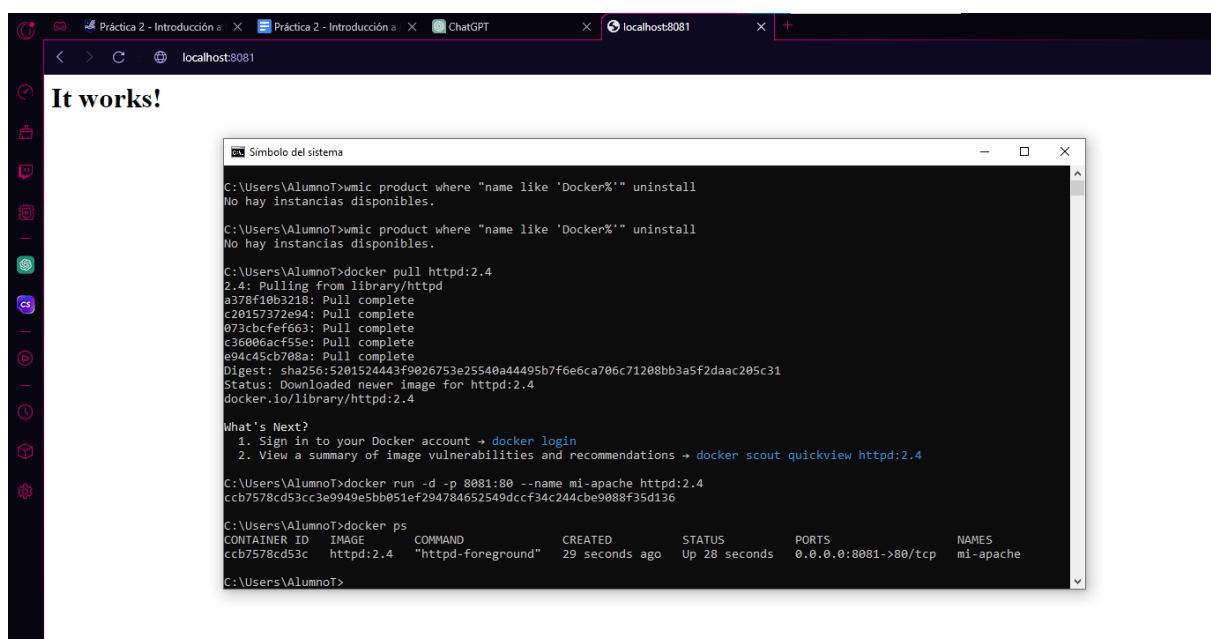 Práctica 2 - Introducción a
Práctica 2 - Introducción a
ChatGPT
localhost:8081
localhost:8081
It works!
CS
C:\
Símbolo del sistema
C:\Users\AlumnoT>wmic product where "name like 'Docker%'" uninstall
No hay instancias disponibles.
C:\Users\AlumnoT>wmic product where "name like 'Docker%'" uninstall
No hay instancias disponibles.
C:\Users\AlumnoT>docker pull httpd:2.4
2.4: Pulling from library/httpd
a378f10b3218: Pull complete
c20157372e94: Pull complete
073cbcfef663: Pull complete
c36006acf55e: Pull complete
e94c45cb708a: Pull complete
Digest: sha256:5201524443f9026753e25540a44495b7f6e6ca706c71208bb3a5f2daac205c31
Status: Downloaded newer image for httpd:2.4
docker.io/library/httpd:2.4
What's Next?
1. Sign in to your Docker account → docker login
2. View a summary of image vulnerabilities and recommendations → docker scout quickview httpd:2.4
C:\Users\AlumnoT>docker run -d -p 8081:80 --name mi-apache httpd:2.4
ccb7578cd53cc3e9949e5bb051ef294784652549dccf34c244cbe9088f35d136
C:\Users\AlumnoT>docker ps
CONTAINER ID IMAGE COMMAND CREATED STATUS PORTS NAMES
ccb7578cd53c httpd:2.4 "httpd-foreground" 29 seconds ago Up 28 seconds 0.0.0.0:8081->80/tcp mi-apache
C:\Users\AlumnoT>